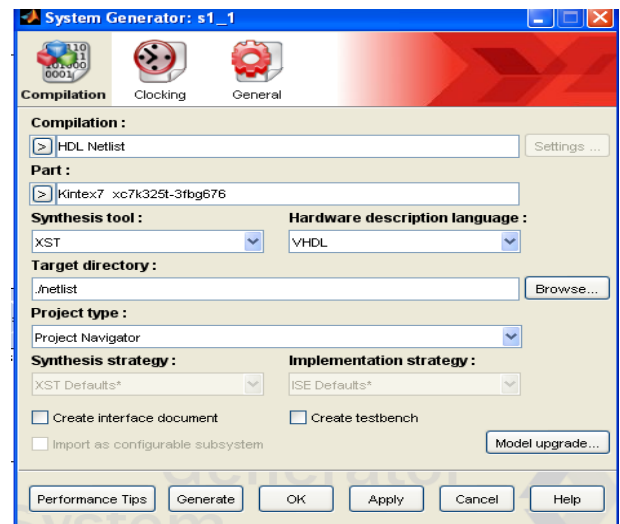 System Generator: s1_1
Compilation Clocking General
Compilation :
> HDL Netlist Settings ...
Part :
> Kintex7 xc7k325t-3fbg676
Synthesis tool : Hardware description language :
XST VHDL
Target directory :
./netlist Browse...
Project type :
Project Navigator
Synthesis strategy : Implementation strategy :
XST Defaults* ISE Defaults*
Create interface document Create testbench
Import as configurable subsystem Model upgrade...
Performance Tips Generate OK Apply Cancel Help